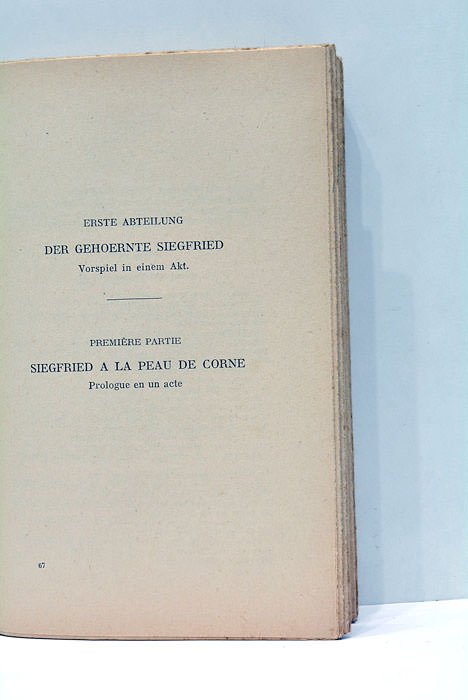 ERSTE ABTEILUNG
DER GEHOERNTE SIEGFRIED
Vorspiel in einem Akt.
PREMIÈRE PARTIE
SIEGFRIED A LA PEAU DE CORNE
Prologue en un acte
67